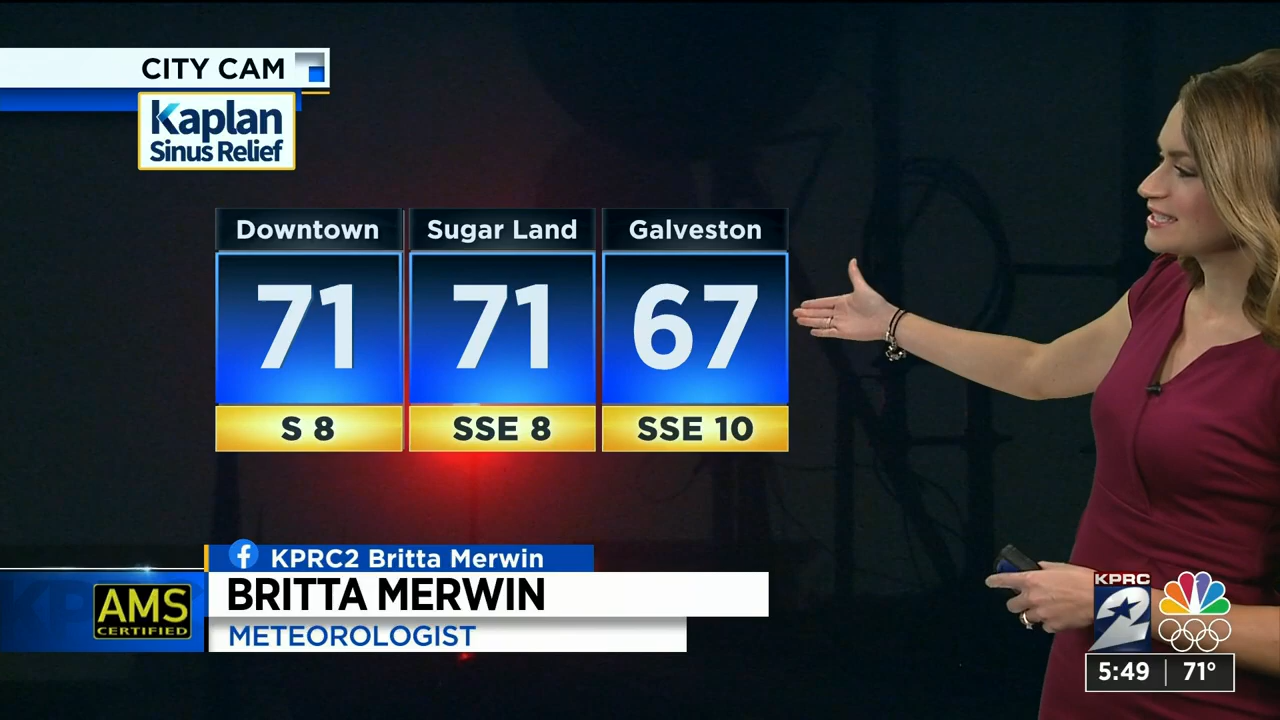 CITY CAM
Kaplan
Sinus Relief
Downtown
Sugar Land
Galveston
71
71
67
S 8
SSE 8
SSE 10
KPRC2 Britta Merwin
BRITTA MERWIN
METEOROLOGIST
AMS
CERTIFIED
KPRC
2
5:49
71°